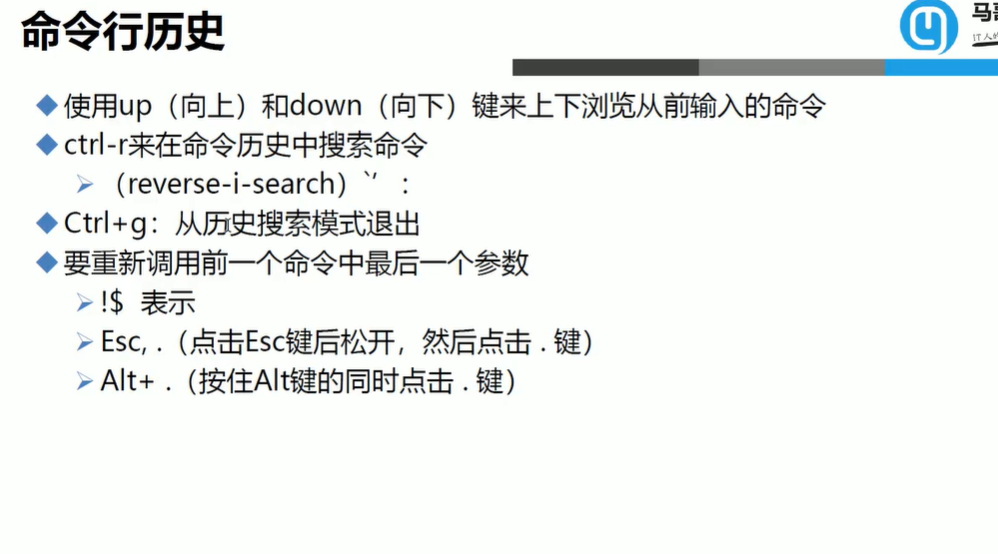 命令行历史
马哥
IT人的
◆使用up（向上）和down（向下）键来上下浏览从前输入的命令
◆ctrl-r来在命令历史中搜索命令
➢（reverse-i-search）`’ ：
◆Ctrl+g：从历史搜索模式退出
◆要重新调用前一个命令中最后一个参数
➢!$ 表示
➢Esc, .（点击Esc键后松开，然后点击 . 键）
➢Alt+ .（按住Alt键的同时点击 . 键）